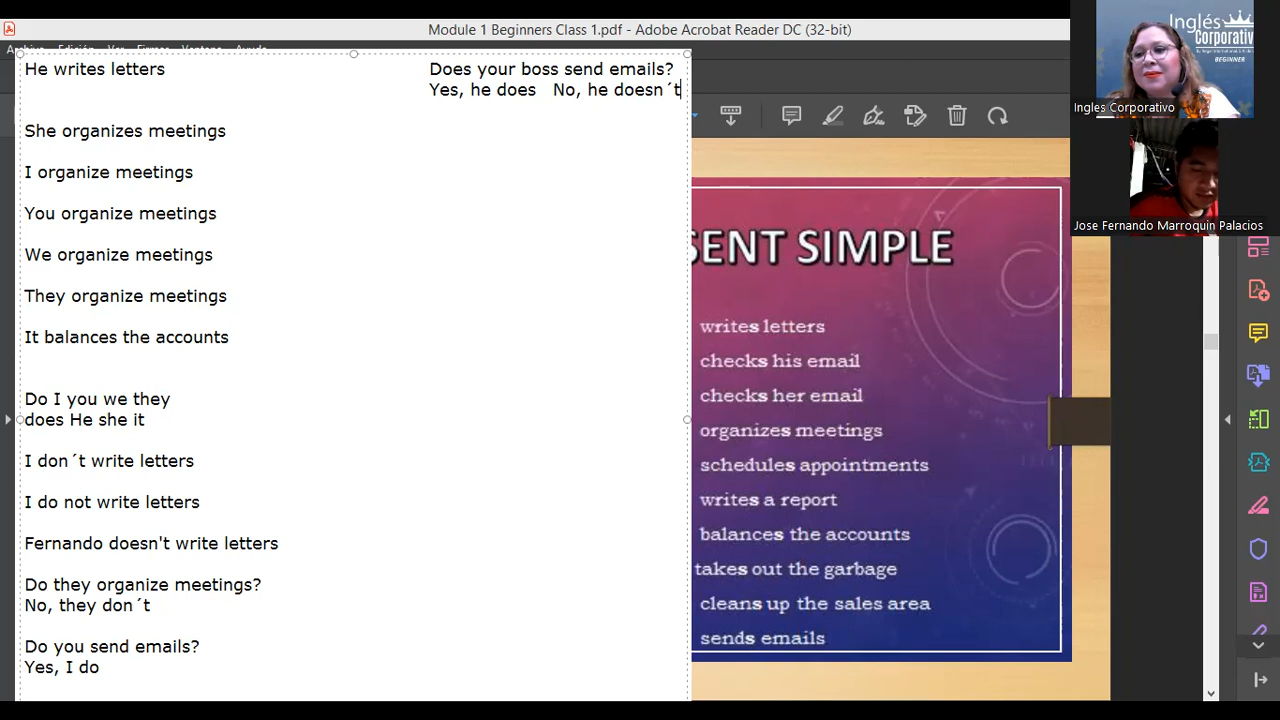 Module 1 Beginners Class 1.pdf - Adobe Acrobat Reader DC (32-bit)
He writes letters
Does your boss send emails?
Yes, he does No, he doesn´t
She organizes meetings
I organize meetings
You organize meetings
We organize meetings
They organize meetings
It balances the accounts
Do I you we they
does He she it
I don´t write letters
I do not write letters
Fernando doesn't write letters
Do they organize meetings?
No, they don´t
Do you send emails?
Yes, I do
SENT SIMPLE
writes letters
checks his email
checks her email
organizes meetings
schedules appointments
writes a report
balances the accounts
takes out the garbage
cleans up the sales area
sends emails
Inglés
Corporativ
BEGINNER
Ingles Corporativo
Jose Fernando Marroquin Palacios